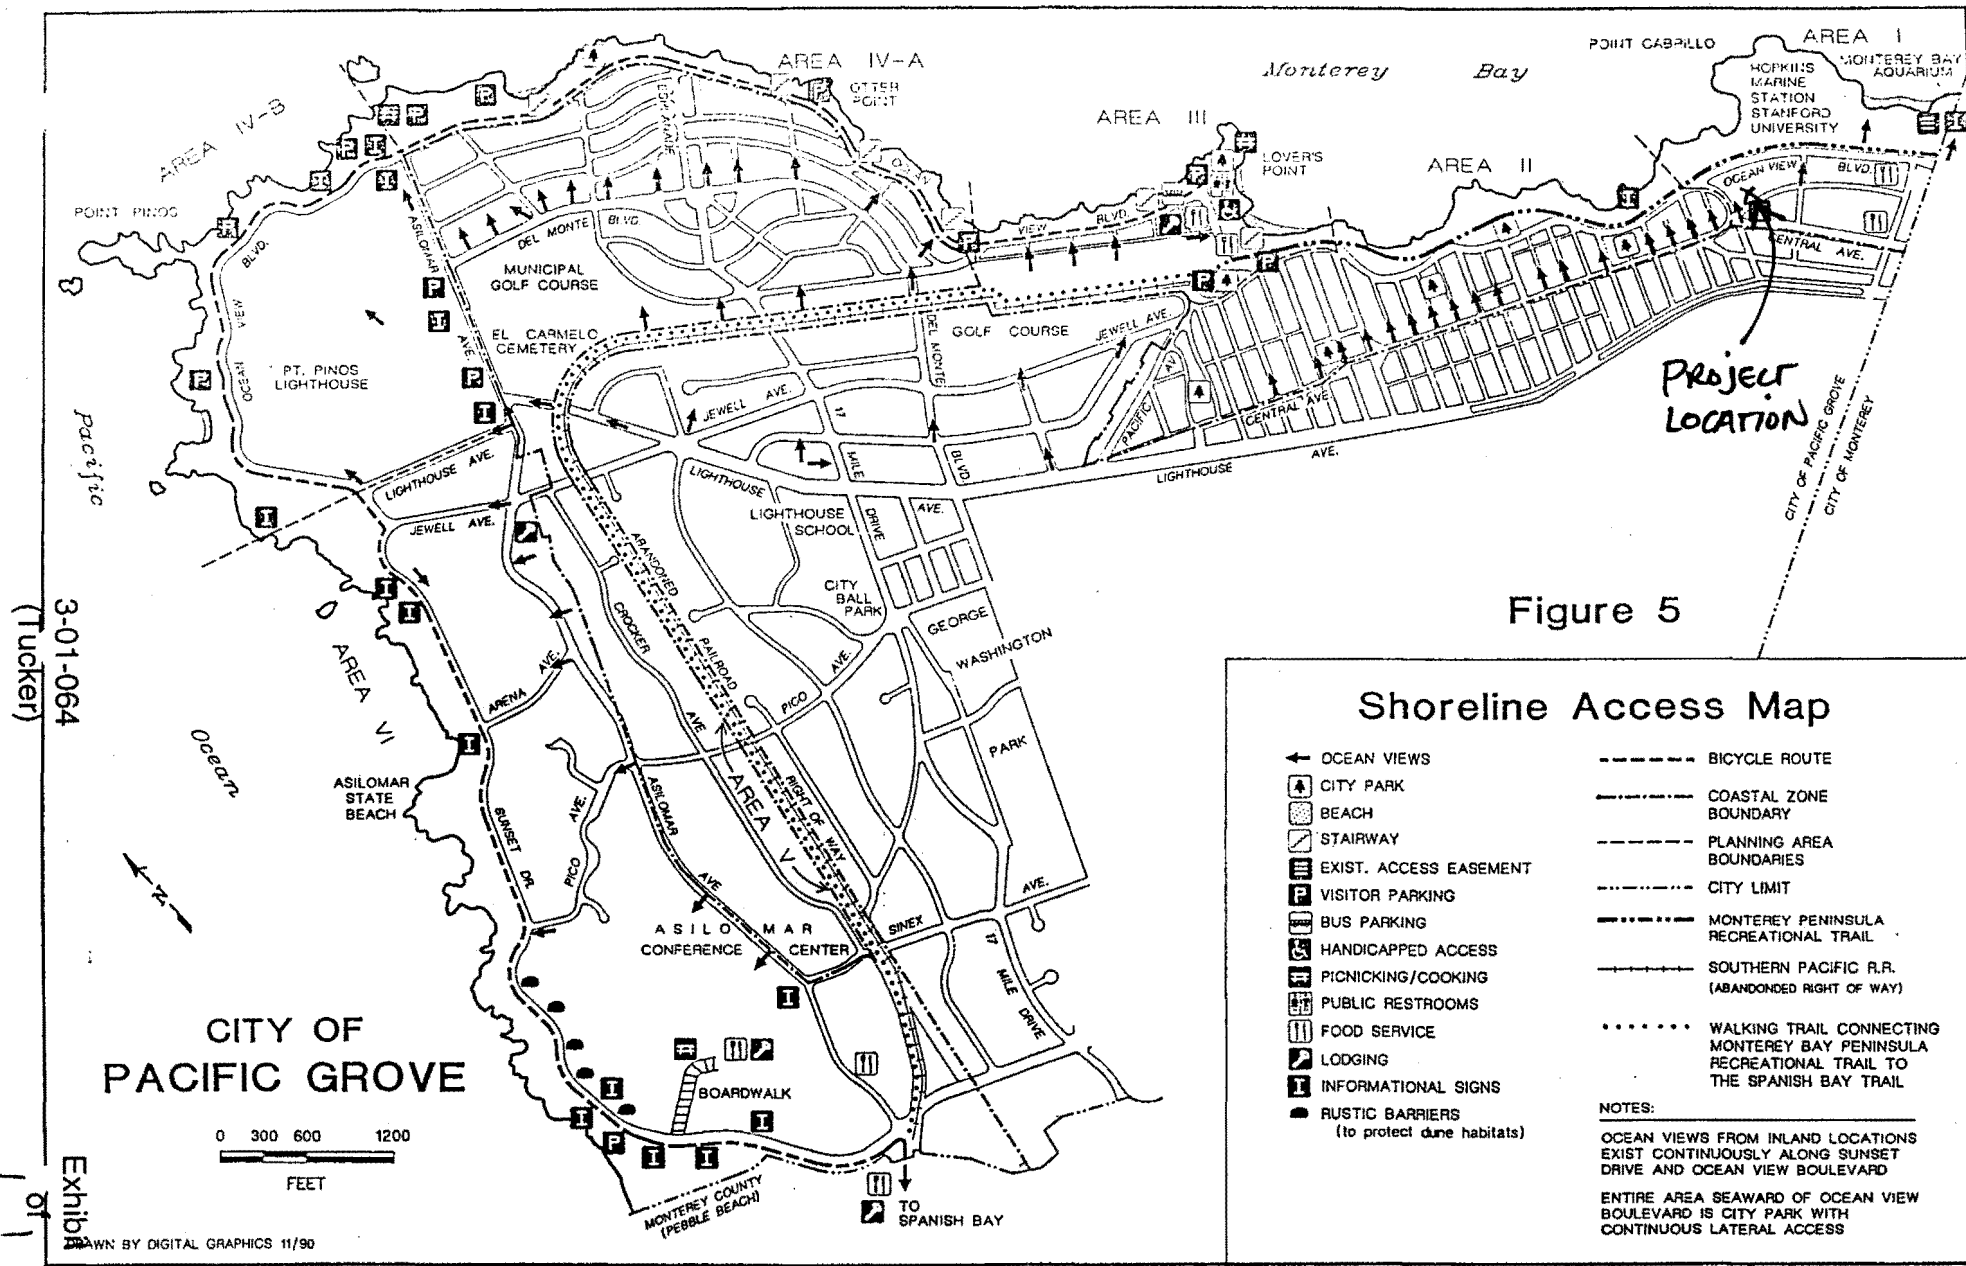 AREA IV-A
OTTER
POINT
Monterey Bay
POINT CABRILLO
AREA I
MONTEREY BAY
AQUARIUM
HOPKINS
MARINE
STATION
STANFORD
UNIVERSITY
AREA IV-B
AREA III
LOVER'S
POINT
AREA II
OCEAN VIEW BLVD.
CENTRAL AVE.
POINT PINOS
ESPLANADE
ASILOMAR AVE.
DEL MONTE BLVD.
VIEW BLVD.
MUNICIPAL
GOLF COURSE
OCEAN VIEW BLVD.
EL CARMELO
CEMETERY
PT. PINOS
LIGHTHOUSE
GOLF COURSE
DEL MONTE BLVD.
JEWELL AVE.
JEWELL AVE.
PACIFIC AVE.
CENTRAL AVE.
LIGHTHOUSE AVE.
PROJECT
LOCATION
CITY OF PACIFIC GROVE
CITY OF MONTEREY
Pacific
Ocean
LIGHTHOUSE AVE.
JEWELL AVE.
LIGHTHOUSE AVE.
17 MILE DRIVE
LIGHTHOUSE
SCHOOL
CITY
BALL
PARK
GEORGE
WASHINGTON
PARK
ABANDONED RAILROAD RIGHT OF WAY
CROCKER AVE
PICO AVE.
AREA V
AREA VI
ARENA AVE.
ASILOMAR
STATE
BEACH
SUNSET DR.
PICO AVE.
ASILOMAR AVE
ASILOMAR
CONFERENCE CENTER
SINEX AVE.
17 MILE DRIVE
N
CITY OF
PACIFIC GROVE
0 300 600 1200
FEET
BOARDWALK
MONTEREY COUNTY
(PEBBLE BEACH)
TO
SPANISH BAY
DRAWN BY DIGITAL GRAPHICS 11/90
3-01-064
(Tucker)
Exhibit
1 of 1
Figure 5
Shoreline Access Map
OCEAN VIEWS
CITY PARK
BEACH
STAIRWAY
EXIST. ACCESS EASEMENT
P VISITOR PARKING
BUS PARKING
HANDICAPPED ACCESS
PICNICKING/COOKING
PUBLIC RESTROOMS
FOOD SERVICE
LODGING
I INFORMATIONAL SIGNS
RUSTIC BARRIERS
(to protect dune habitats)
BICYCLE ROUTE
COASTAL ZONE
BOUNDARY
PLANNING AREA
BOUNDARIES
CITY LIMIT
MONTEREY PENINSULA
RECREATIONAL TRAIL
SOUTHERN PACIFIC R.R.
(ABANDONDED RIGHT OF WAY)
WALKING TRAIL CONNECTING
MONTEREY BAY PENINSULA
RECREATIONAL TRAIL TO
THE SPANISH BAY TRAIL
NOTES:
OCEAN VIEWS FROM INLAND LOCATIONS
EXIST CONTINUOUSLY ALONG SUNSET
DRIVE AND OCEAN VIEW BOULEVARD
ENTIRE AREA SEAWARD OF OCEAN VIEW
BOULEVARD IS CITY PARK WITH
CONTINUOUS LATERAL ACCESS